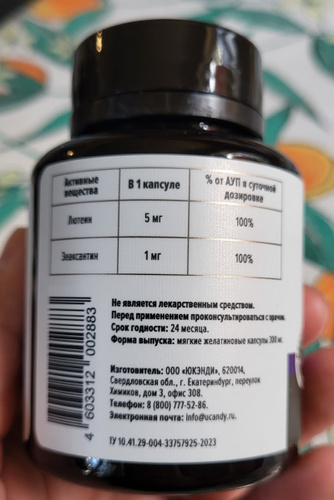 Активные вещества
В 1 капсуле
% от АУП в суточной дозировке
Лютеин
5 мг
100%
Зеаксантин
1 мг
100%
Не является лекарственным средством.
Перед применением проконсультироваться с врачом.
Срок годности: 24 месяца.
Форма выпуска: мягкие желатиновые капсулы 300 мг.
Изготовитель: ООО «ЮКЭНДИ», 620014,
Свердловская обл., г. Екатеринбург, переулок
Химиков, дом 3, офис 308.
Телефон: 8 (800) 777-52-86.
Электронная почта: info@ucandy.ru.
ТУ 10.41.29-004-33757925-2023
4 603312 002883